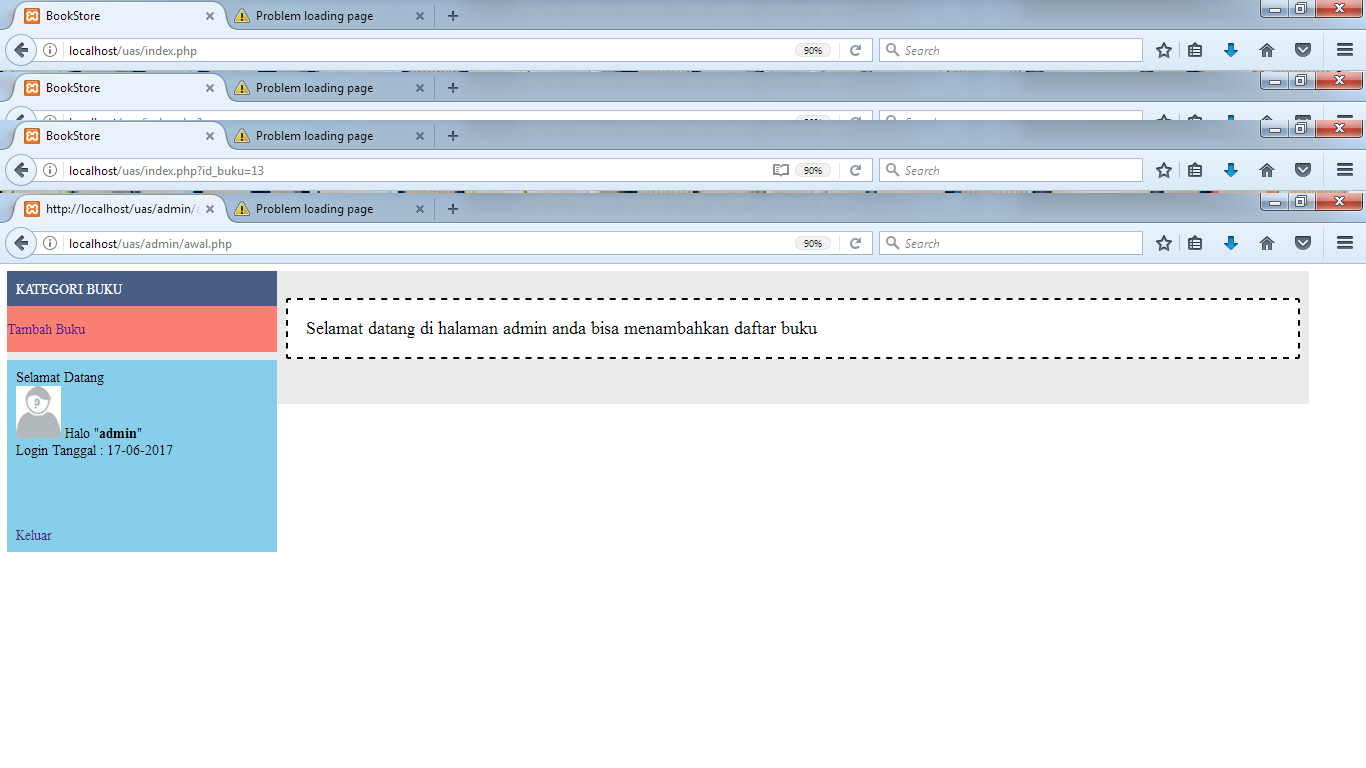 BookStore
Problem loading page
localhost/uas/index.php
90%
Search
BookStore
Problem loading page
BookStore
Problem loading page
localhost/uas/index.php?id_buku=13
90%
Search
http://localhost/uas/admin/
Problem loading page
localhost/uas/admin/awal.php
90%
Search
KATEGORI BUKU
Tambah Buku
Selamat datang di halaman admin anda bisa menambahkan daftar buku
Selamat Datang
Halo "admin"
Login Tanggal : 17-06-2017
Keluar